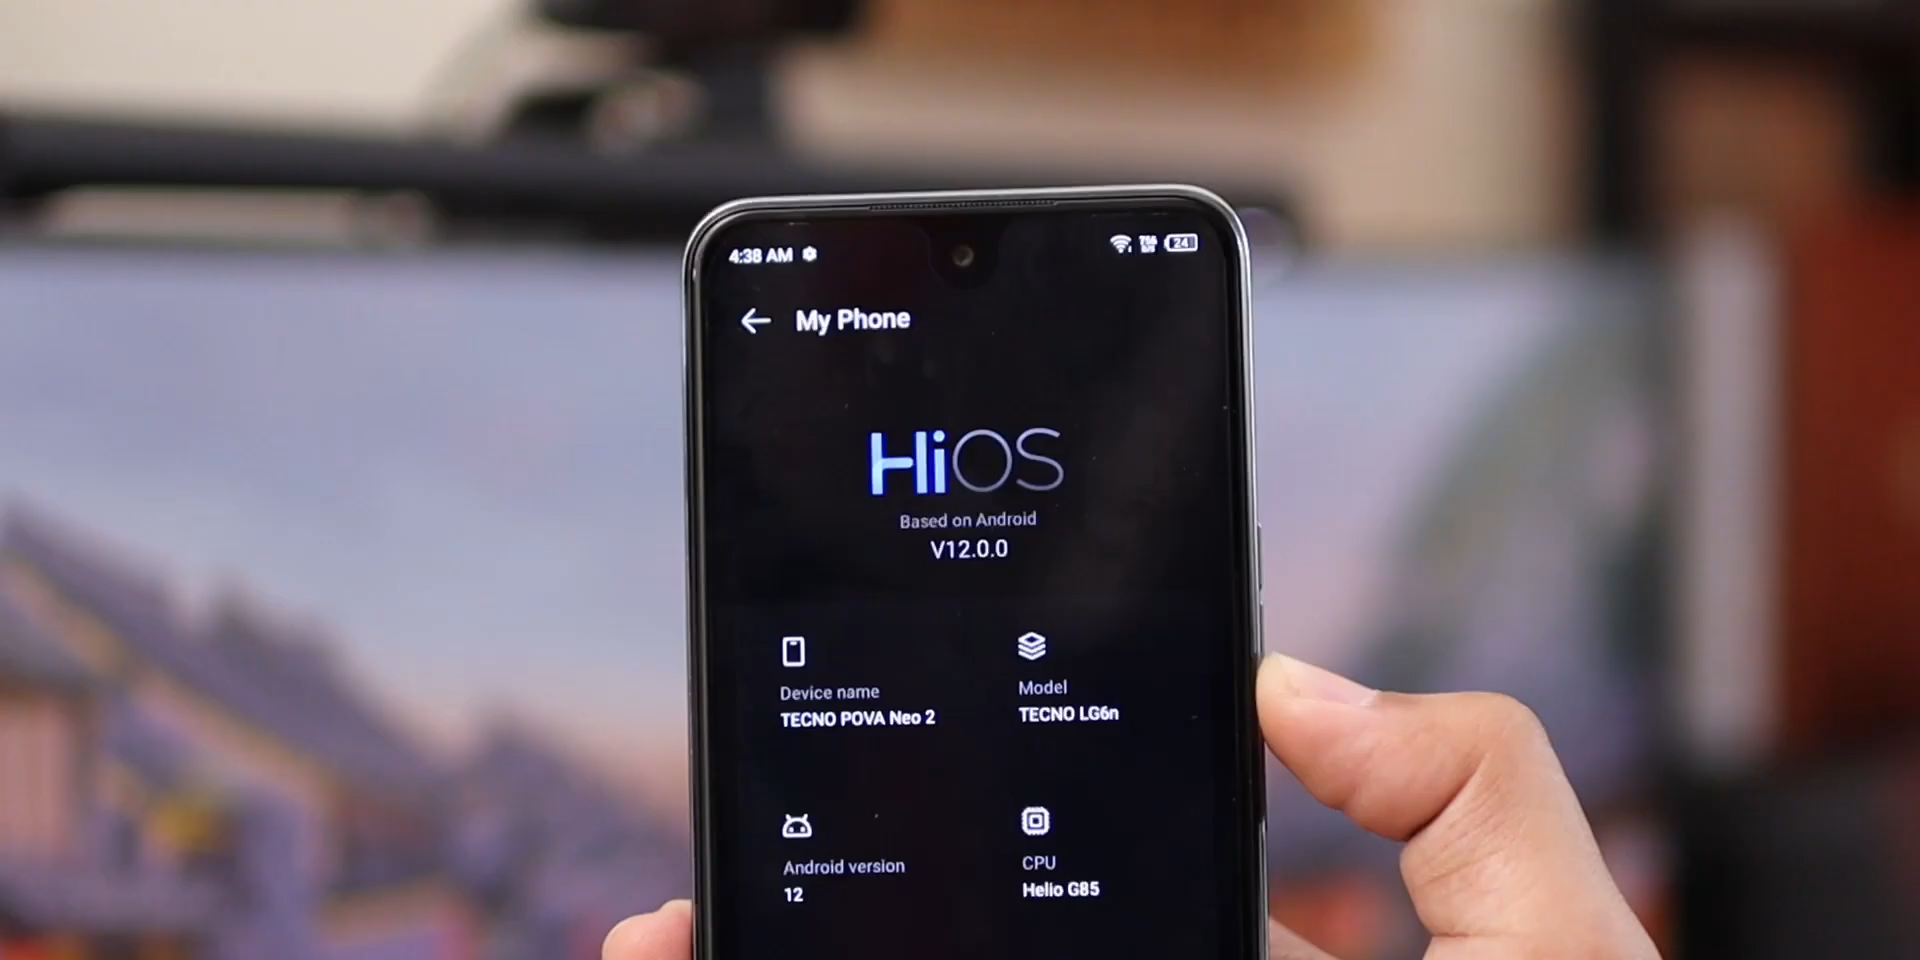 4:38 AM
24
My Phone
HiOS
Based on Android
V12.0.0
Device name
TECNO POVA Neo 2
Model
TECNO LG6n
Android version
12
CPU
Helio G85